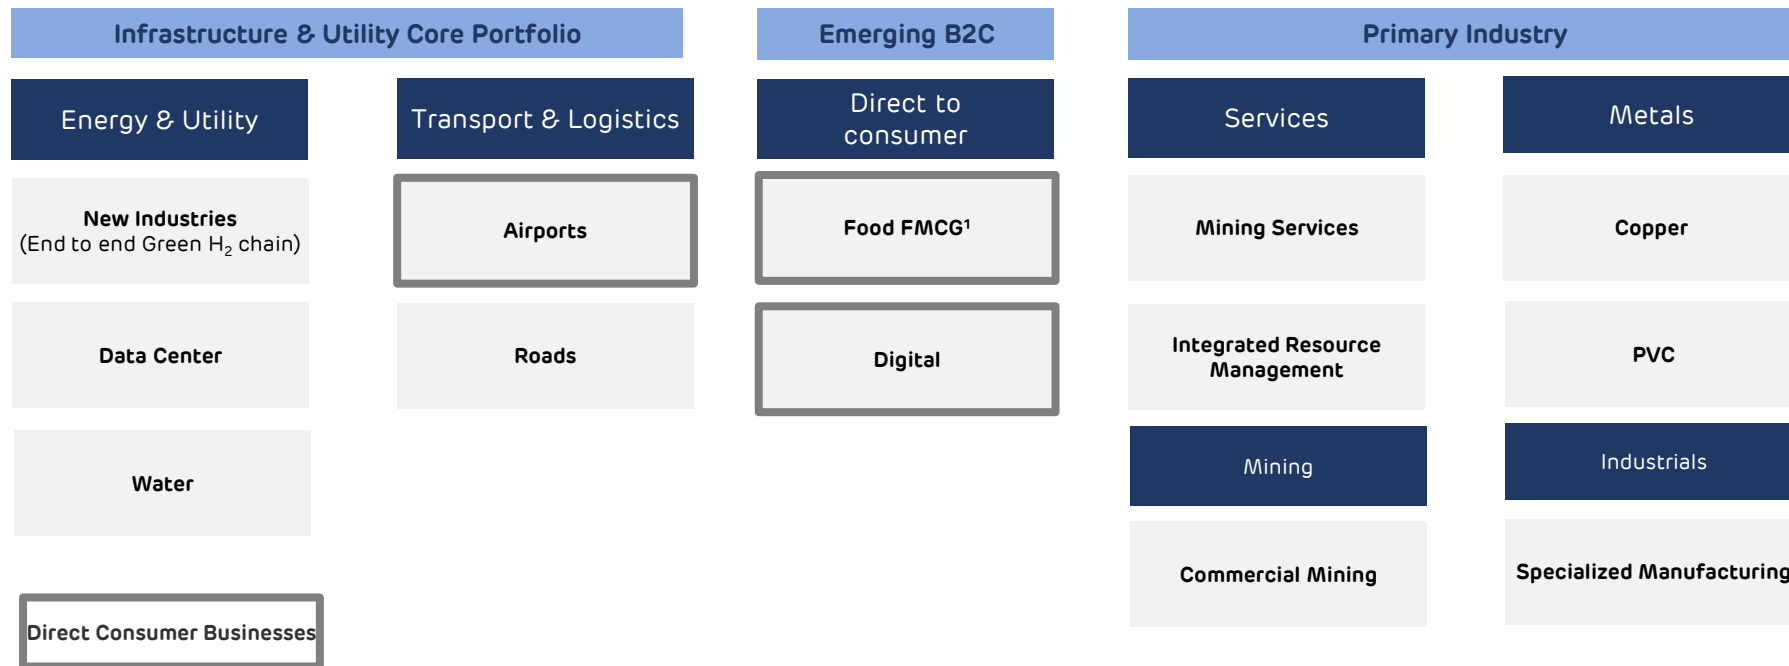 Infrastructure & Utility Core Portfolio
Emerging B2C
Primary Industry
Energy & Utility
Transport & Logistics
Direct to
consumer
Services
Metals
New Industries
(End to end Green H₂ chain)
Airports
Food FMCG¹
Mining Services
Copper
Data Center
Roads
Digital
Integrated Resource
Management
PVC
Water
Mining
Industrials
Commercial Mining
Specialized Manufacturing
Direct Consumer Businesses